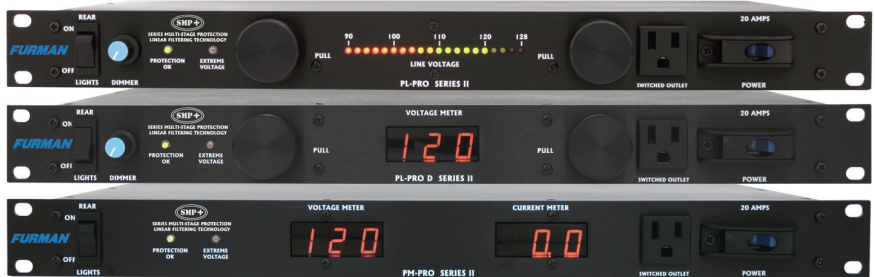 REAR
ON
FURMAN
OFF
LIGHTS
DIMMER
SMP+
SERIES MULTI-STAGE PROTECTION
LINEAR FILTERING TECHNOLOGY
PROTECTION OK
EXTREME VOLTAGE
PULL
90 100 110 120 128
LINE VOLTAGE
PULL
PL-PRO SERIES II
SWITCHED OUTLET
20 AMPS
POWER
REAR
ON
FURMAN
OFF
LIGHTS
DIMMER
SMP+
SERIES MULTI-STAGE PROTECTION
LINEAR FILTERING TECHNOLOGY
PROTECTION OK
EXTREME VOLTAGE
PULL
VOLTAGE METER
120
PULL
PL-PRO D SERIES II
SWITCHED OUTLET
20 AMPS
POWER
REAR
ON
FURMAN
OFF
LIGHTS
SMP+
SERIES MULTI-STAGE PROTECTION
LINEAR FILTERING TECHNOLOGY
PROTECTION OK
EXTREME VOLTAGE
VOLTAGE METER
120
CURRENT METER
0.0
PM-PRO SERIES II
SWITCHED OUTLET
20 AMPS
POWER